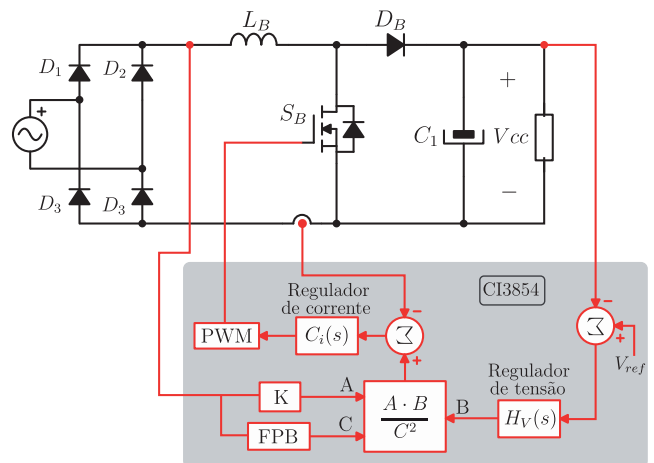 L_B
D_B
D_1
D_2
+
+
S_B
C_1
Vcc
D_3
D_3
−
CI3854
Regulador
de corrente
−
−
PWM
C_i(s)
Σ
Σ
+
+
V_ref
Regulador
de tensão
K
A
A · B
C^2
B
H_V(s)
FPB
C